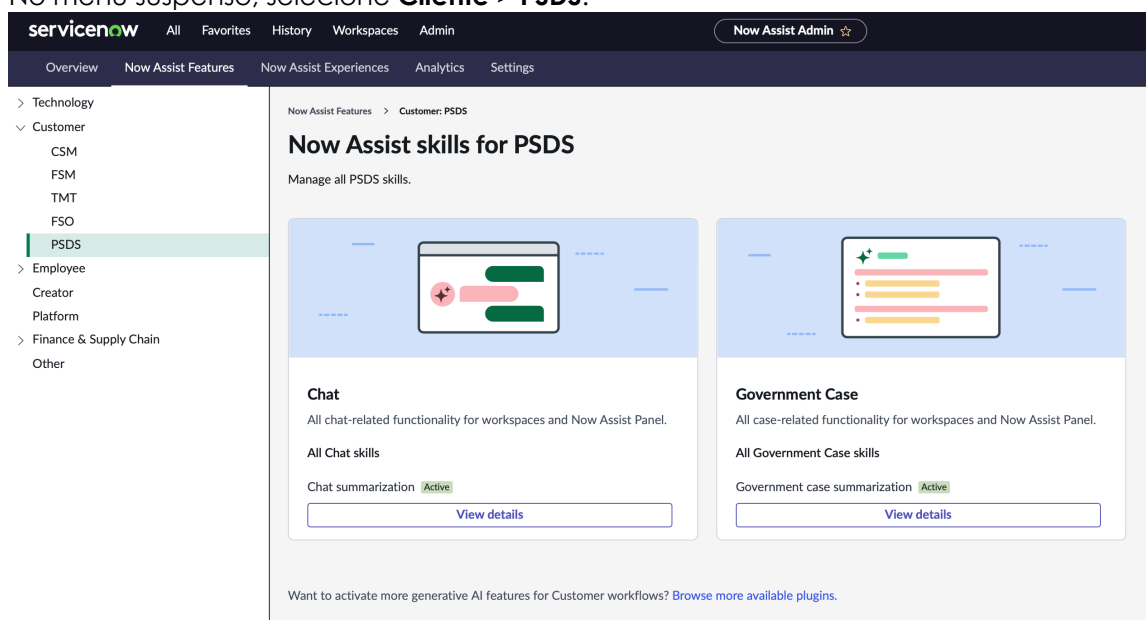 No menu suspenso, selecione Cliente > PSDS.
servicenow All Favorites History Workspaces Admin Now Assist Admin ☆
Overview Now Assist Features Now Assist Experiences Analytics Settings
> Technology
Customer
CSM
FSM
TMT
FSO
PSDS
> Employee
Creator
Platform
> Finance & Supply Chain
Other
Now Assist Features > Customer: PSDS
Now Assist skills for PSDS
Manage all PSDS skills.
Chat
All chat-related functionality for workspaces and Now Assist Panel.
All Chat skills
Chat summarization Active
View details
Government Case
All case-related functionality for workspaces and Now Assist Panel.
All Government Case skills
Government case summarization Active
View details
Want to activate more generative AI features for Customer workflows? Browse more available plugins.